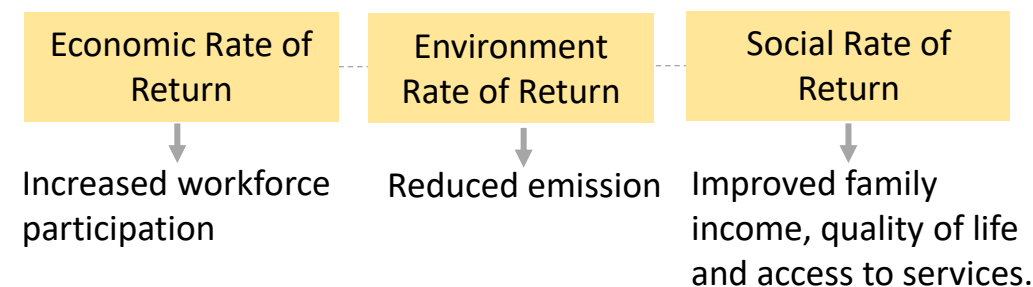 Economic Rate of
Return
Environment
Rate of Return
Social Rate of
Return
Increased workforce
participation
Reduced emission
Improved family
income, quality of life
and access to services.